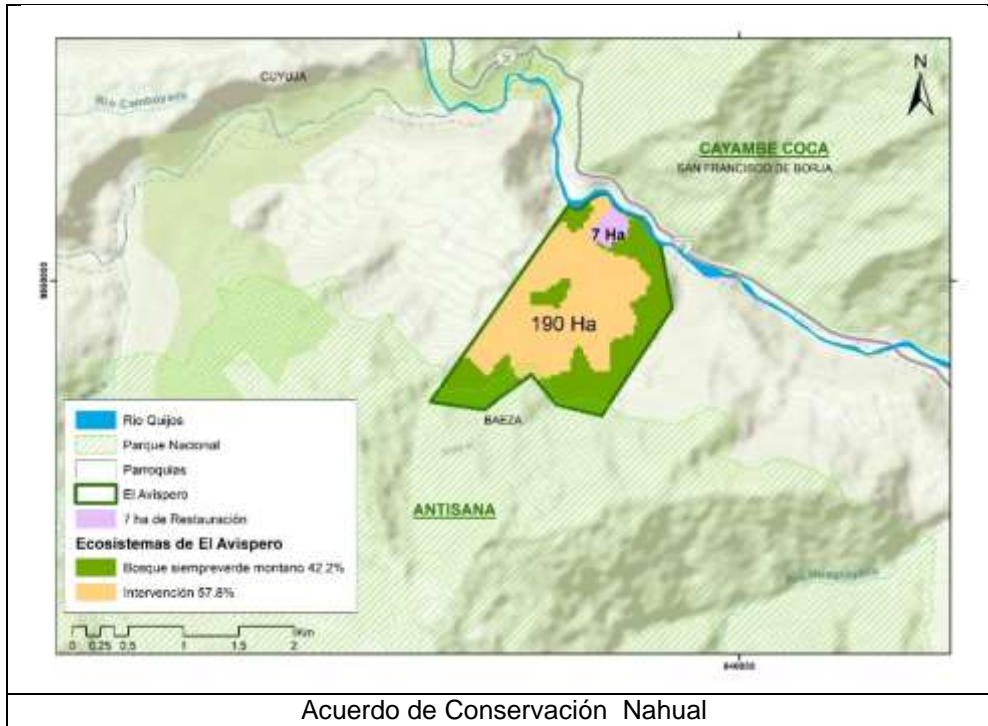 CUYUJA
N
CAYAMBE COCA
SAN FRANCISCO DE BORJA
7 Ha
190 Ha
BAEZA
ANTISANA
Río Quijos
Parque Nacional
Parroquias
El Avispero
7 ha de Restauración
Ecosistemas de El Avispero
Bosque siempreverde montano 42.2%
Intervención 57.8%
Km
0 0,25 0,5 1 1,5 2
Acuerdo de Conservación Nahual